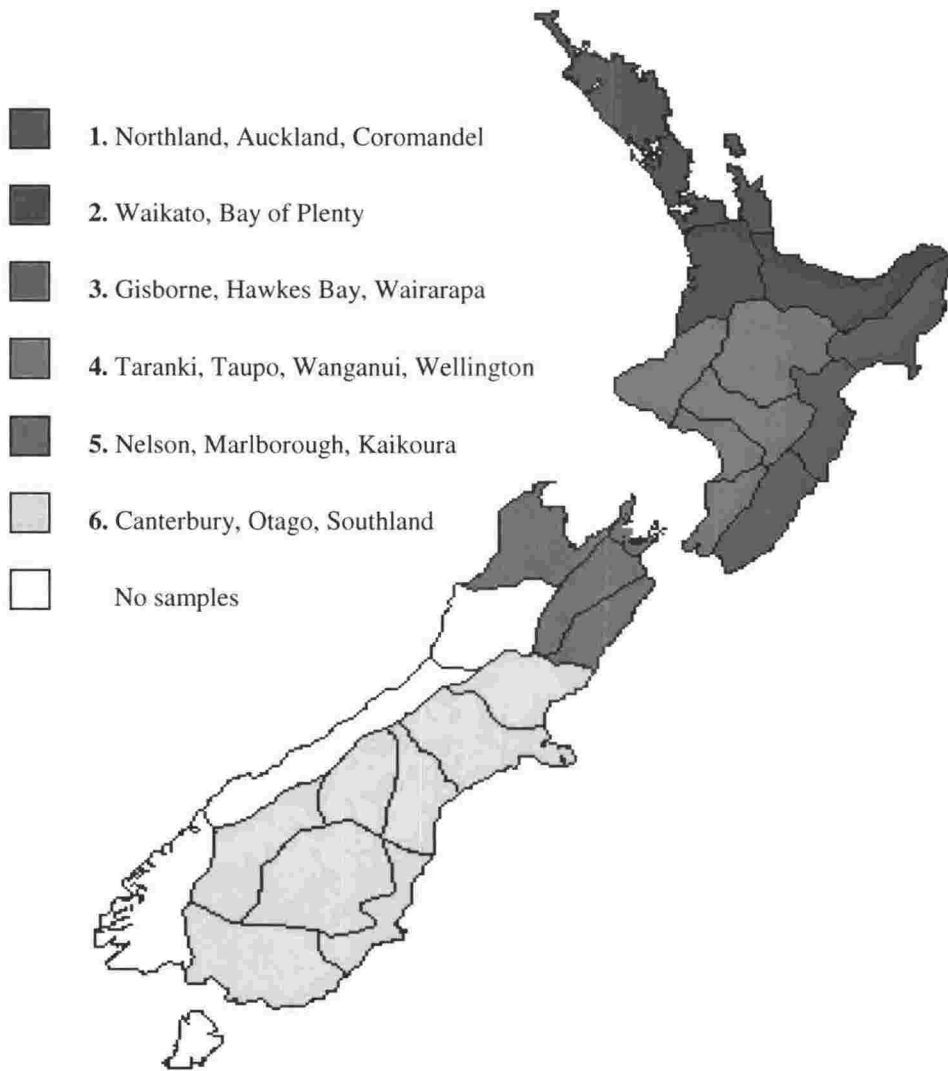 1. Northland, Auckland, Coromandel
2. Waikato, Bay of Plenty
3. Gisborne, Hawkes Bay, Wairarapa
4. Taranki, Taupo, Wanganui, Wellington
5. Nelson, Marlborough, Kaikoura
6. Canterbury, Otago, Southland
No samples